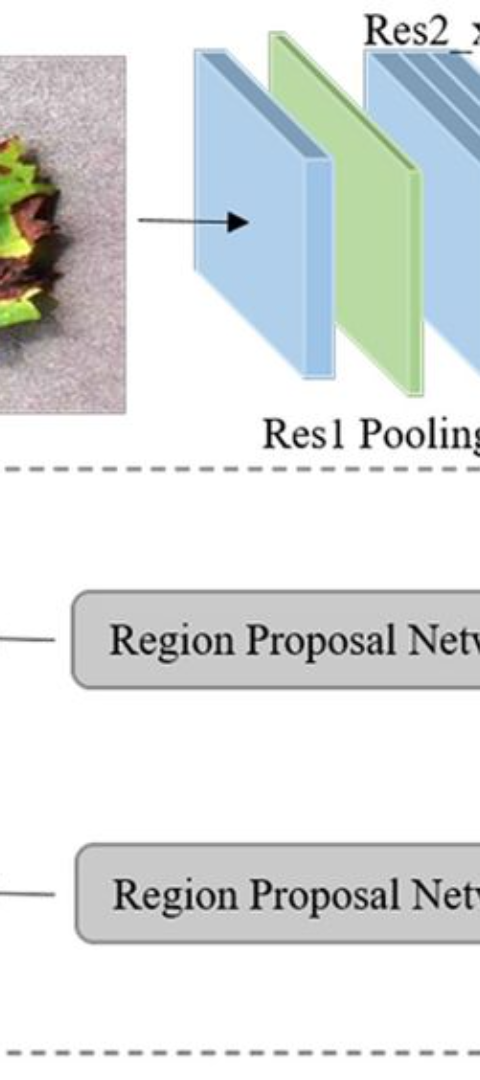 Res2_x
Res1 Pooling
Region Proposal Netw
Region Proposal Netw